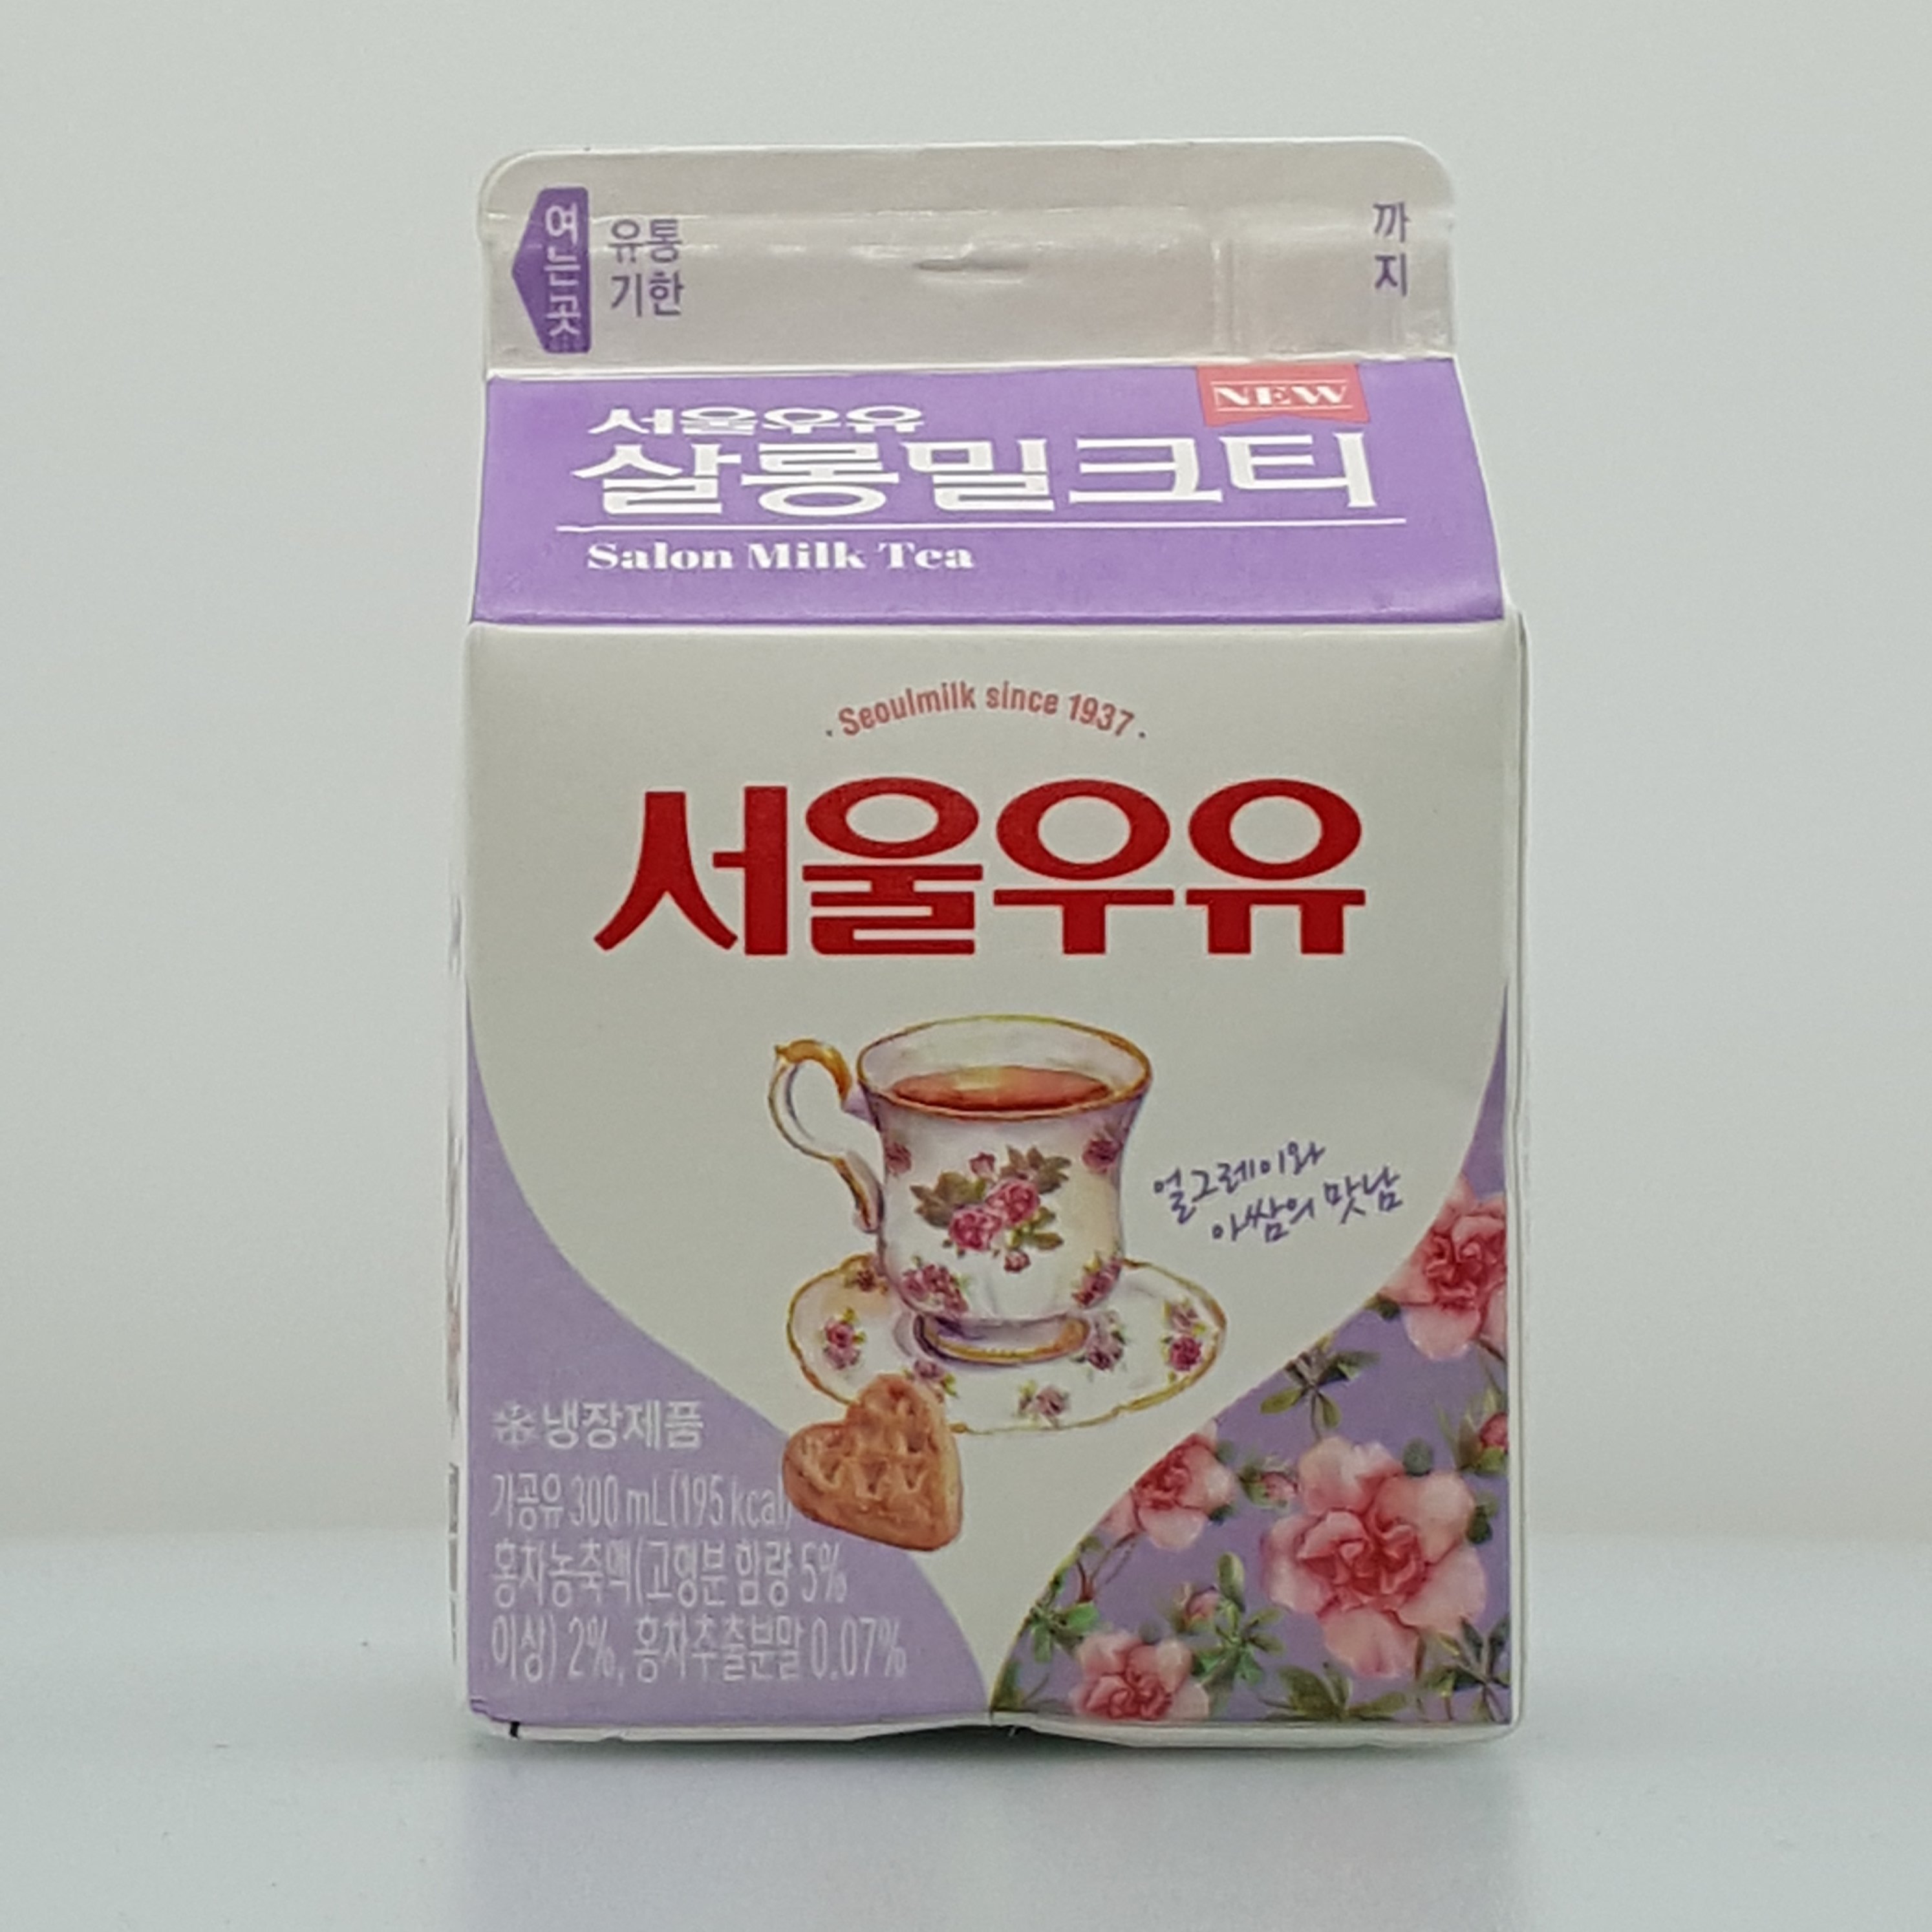 여는곳
유통
기한
까
지
NEW
서울우유
살롱밀크티
Salon Milk Tea
· Seoulmilk since 1937 ·
서울우유
얼그레이와
아쌈의 맛남
냉장제품
가공유 300 mL(195 kcal)
홍차농축액(고형분 함량 5%
이상) 2%, 홍차추출분말 0.07%